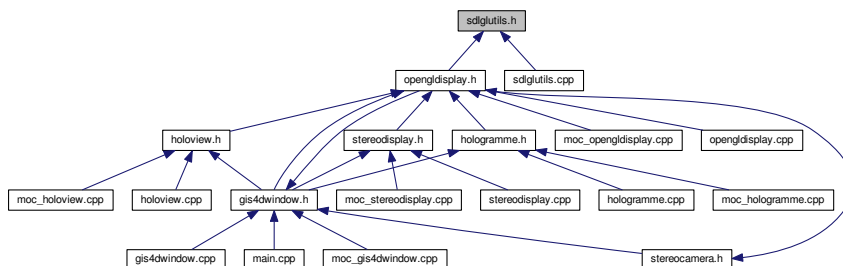 sdlglutils.h
opengldisplay.h
sdlglutils.cpp
holoview.h
stereodisplay.h
hologramme.h
moc_opengldisplay.cpp
opengldisplay.cpp
moc_holoview.cpp
holoview.cpp
gis4dwindow.h
moc_stereodisplay.cpp
stereodisplay.cpp
hologramme.cpp
moc_hologramme.cpp
gis4dwindow.cpp
main.cpp
moc_gis4dwindow.cpp
stereocamera.h